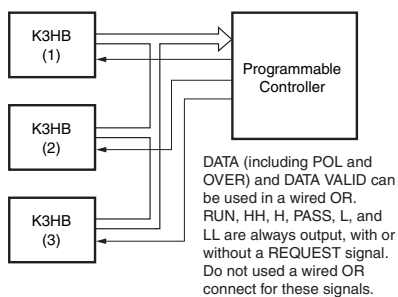 K3HB
(1)
K3HB
(2)
K3HB
(3)
Programmable
Controller
DATA (including POL and
OVER) and DATA VALID can
be used in a wired OR.
RUN, HH, H, PASS, L, and
LL are always output, with or
without a REQUEST signal.
Do not used a wired OR
connect for these signals.